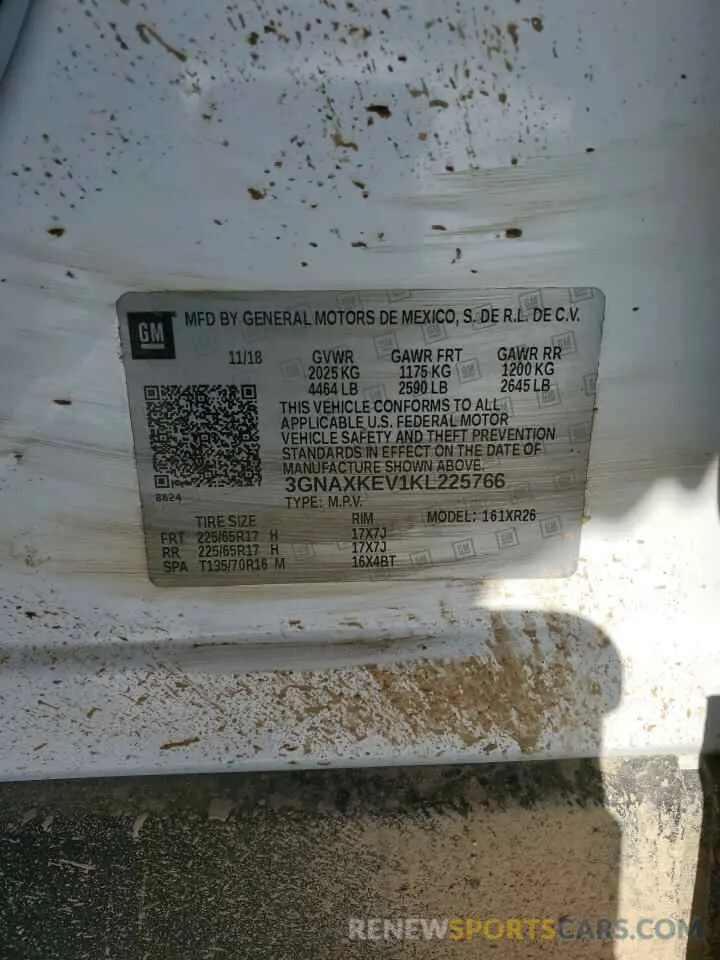 GM
MFD BY GENERAL MOTORS DE MEXICO, S. DE R.L. DE C.V.
11/18 GVWR GAWR FRT GAWR RR
2025 KG 1175 KG 1200 KG
4464 LB 2590 LB 2645 LB
THIS VEHICLE CONFORMS TO ALL
APPLICABLE U.S. FEDERAL MOTOR
VEHICLE SAFETY AND THEFT PREVENTION
STANDARDS IN EFFECT ON THE DATE OF
MANUFACTURE SHOWN ABOVE.
3GNAXKEV1KL225766
8624
TYPE: M.P.V.
TIRE SIZE RIM MODEL: 161XR26
FRT 225/65R17 H 17X7J
RR 225/65R17 H 17X7J
SPA T135/70R16 M 16X4BT
RENEWSPORTSCARS.COM